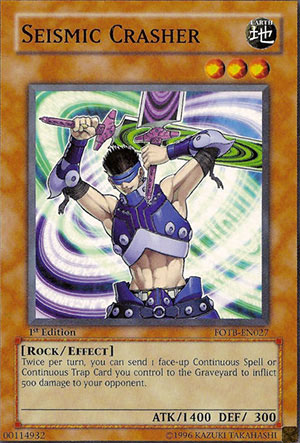 SEISMIC CRASHER
EARTH
地
1st Edition
FOTB-EN027
[ROCK/EFFECT]
Twice per turn, you can send 1 face-up Continuous Spell or
Continuous Trap Card you control to the Graveyard to inflict
500 damage to your opponent.
ATK/1400 DEF/ 300
00114932
©1996 KAZUKI TAKAHASHI